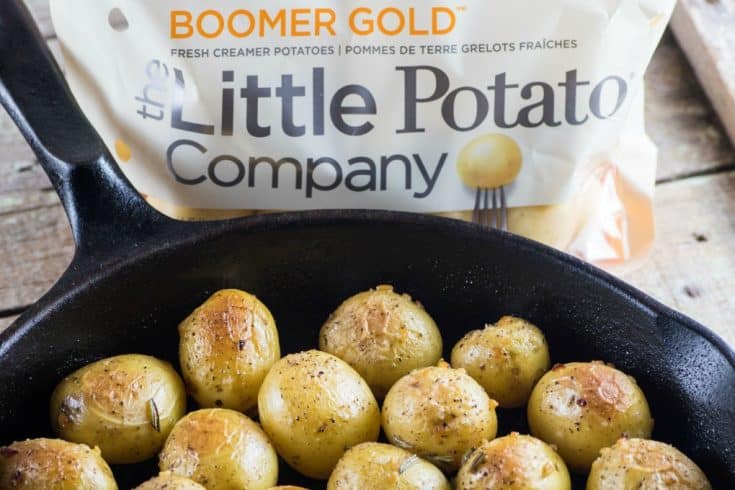 BOOMER GOLD™
FRESH CREAMER POTATOES | POMMES DE TERRE GRELOTS FRAÎCHES
the Little Potato
Company